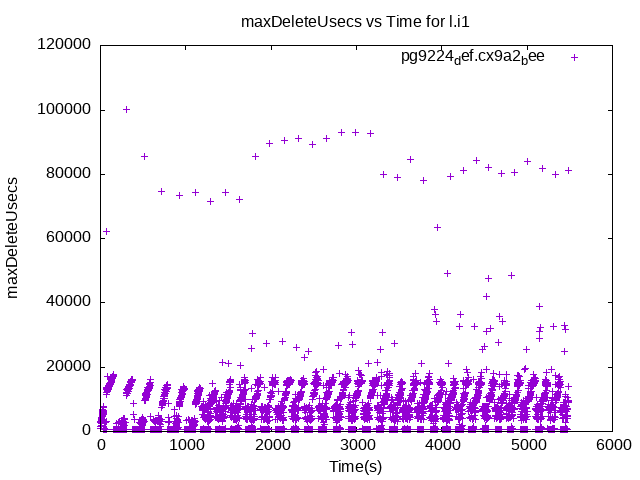 maxDeleteUsecs vs Time for l.i1
pg9224def.cx9a2bee
120000
100000
80000
60000
40000
20000
0
maxDeleteUsecs
0 1000 2000 3000 4000 5000 6000
Time(s)